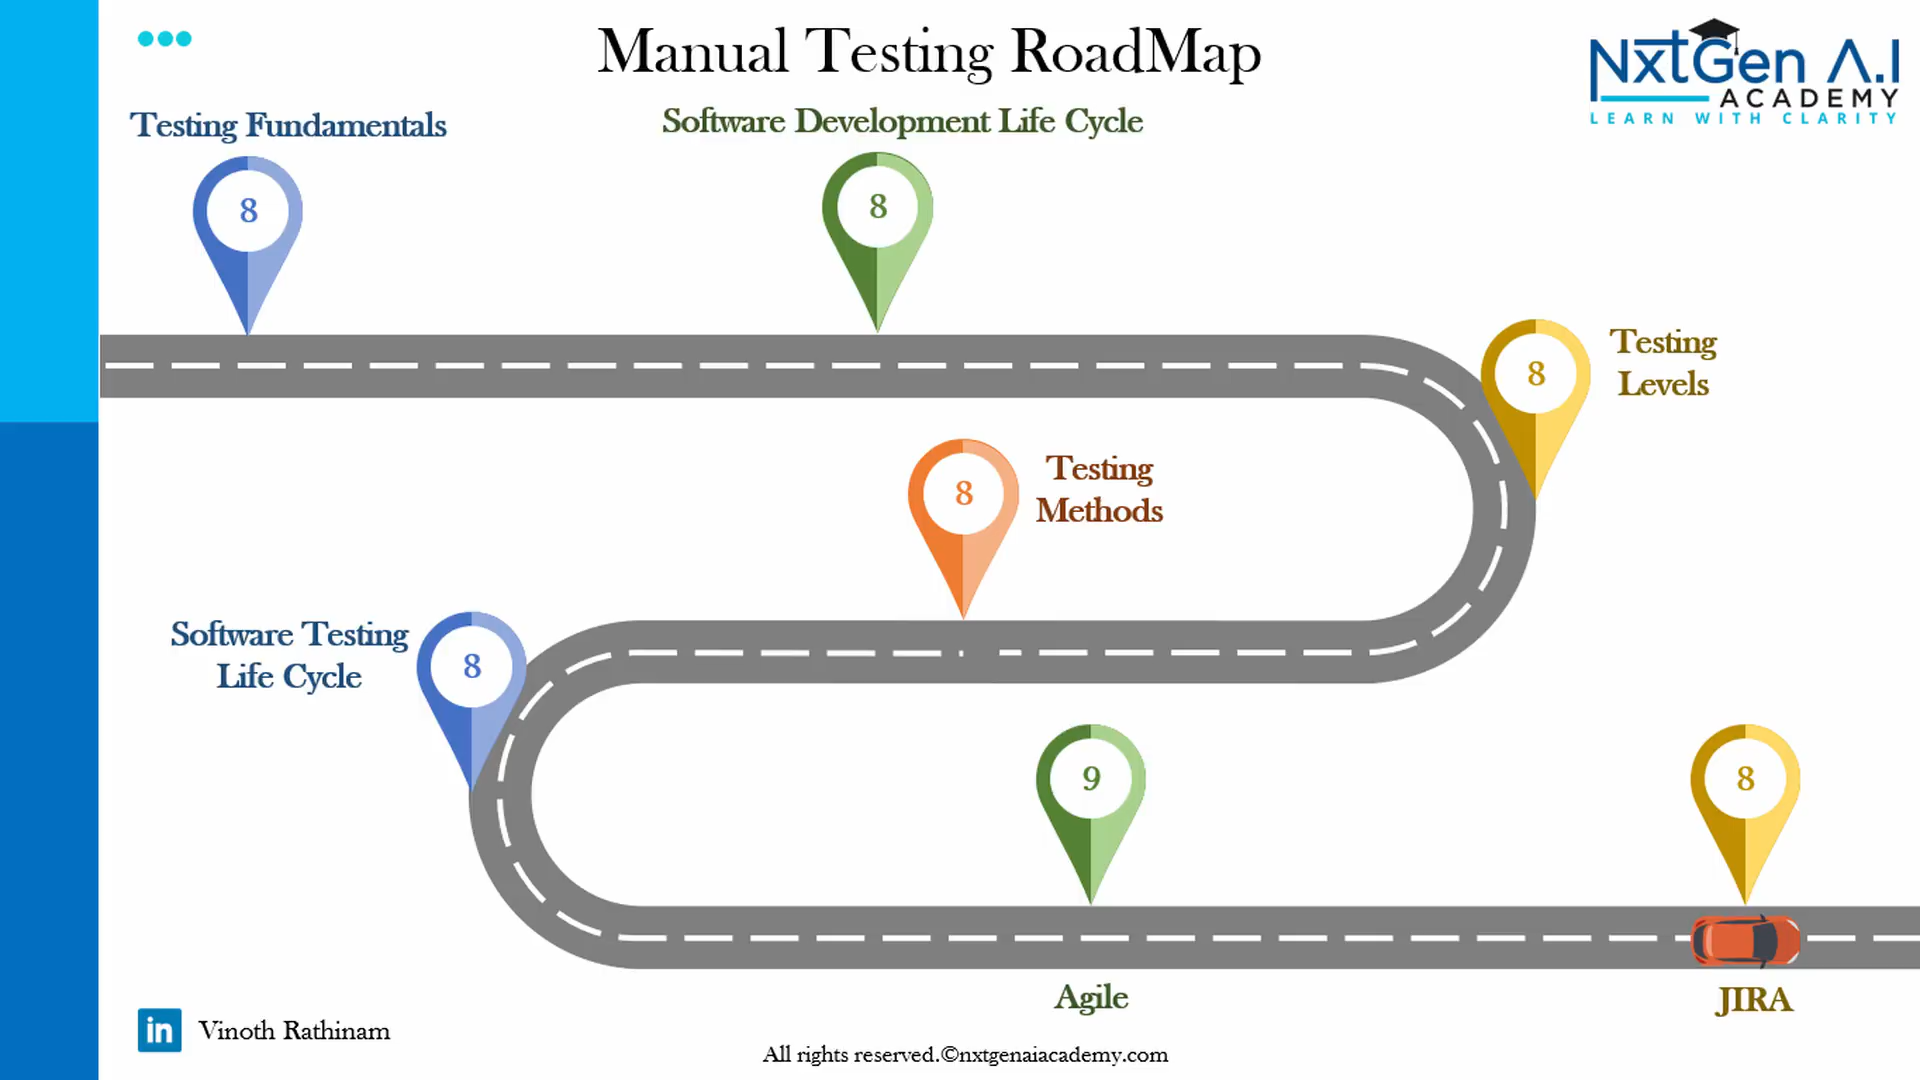 Manual Testing RoadMap
NxtGen A.I
ACADEMY
LEARN WITH CLARITY
Testing Fundamentals
8
Software Development Life Cycle
8
Testing
Levels
8
Testing
Methods
8
Software Testing
Life Cycle
8
9
Agile
8
JIRA
in
Vinoth Rathinam
All rights reserved.©nxtgenaiacademy.com